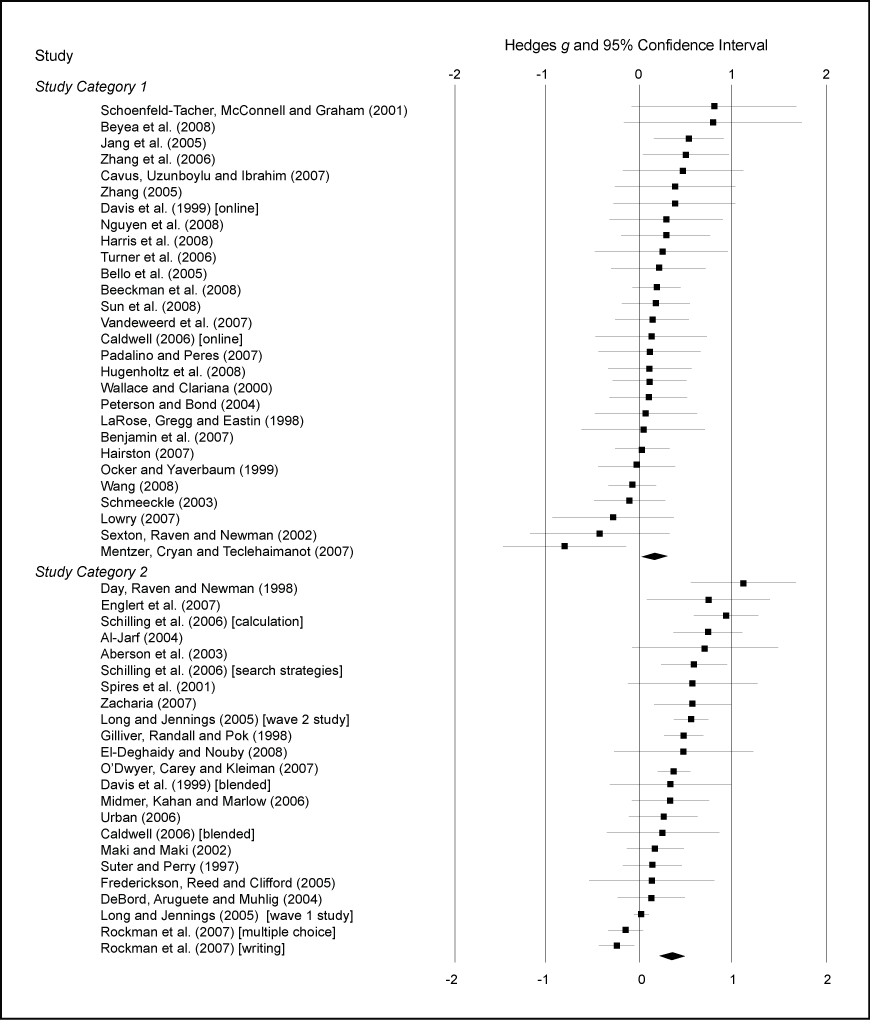 Hedges g and 95% Confidence Interval
Study
-2 -1 0 1 2
Study Category 1
Schoenfeld-Tacher, McConnell and Graham (2001)
Beyea et al. (2008)
Jang et al. (2005)
Zhang et al. (2006)
Cavus, Uzunboylu and Ibrahim (2007)
Zhang (2005)
Davis et al. (1999) [online]
Nguyen et al. (2008)
Harris et al. (2008)
Turner et al. (2006)
Bello et al. (2005)
Beeckman et al. (2008)
Sun et al. (2008)
Vandeweerd et al. (2007)
Caldwell (2006) [online]
Padalino and Peres (2007)
Hugenholtz et al. (2008)
Wallace and Clariana (2000)
Peterson and Bond (2004)
LaRose, Gregg and Eastin (1998)
Benjamin et al. (2007)
Hairston (2007)
Ocker and Yaverbaum (1999)
Wang (2008)
Schmeeckle (2003)
Lowry (2007)
Sexton, Raven and Newman (2002)
Mentzer, Cryan and Teclehaimanot (2007)
Study Category 2
Day, Raven and Newman (1998)
Englert et al. (2007)
Schilling et al. (2006) [calculation]
Al-Jarf (2004)
Aberson et al. (2003)
Schilling et al. (2006) [search strategies]
Spires et al. (2001)
Zacharia (2007)
Long and Jennings (2005) [wave 2 study]
Gilliver, Randall and Pok (1998)
El-Deghaidy and Nouby (2008)
O'Dwyer, Carey and Kleiman (2007)
Davis et al. (1999) [blended]
Midmer, Kahan and Marlow (2006)
Urban (2006)
Caldwell (2006) [blended]
Maki and Maki (2002)
Suter and Perry (1997)
Frederickson, Reed and Clifford (2005)
DeBord, Aruguete and Muhlig (2004)
Long and Jennings (2005) [wave 1 study]
Rockman et al. (2007) [multiple choice]
Rockman et al. (2007) [writing]
-2 -1 0 1 2